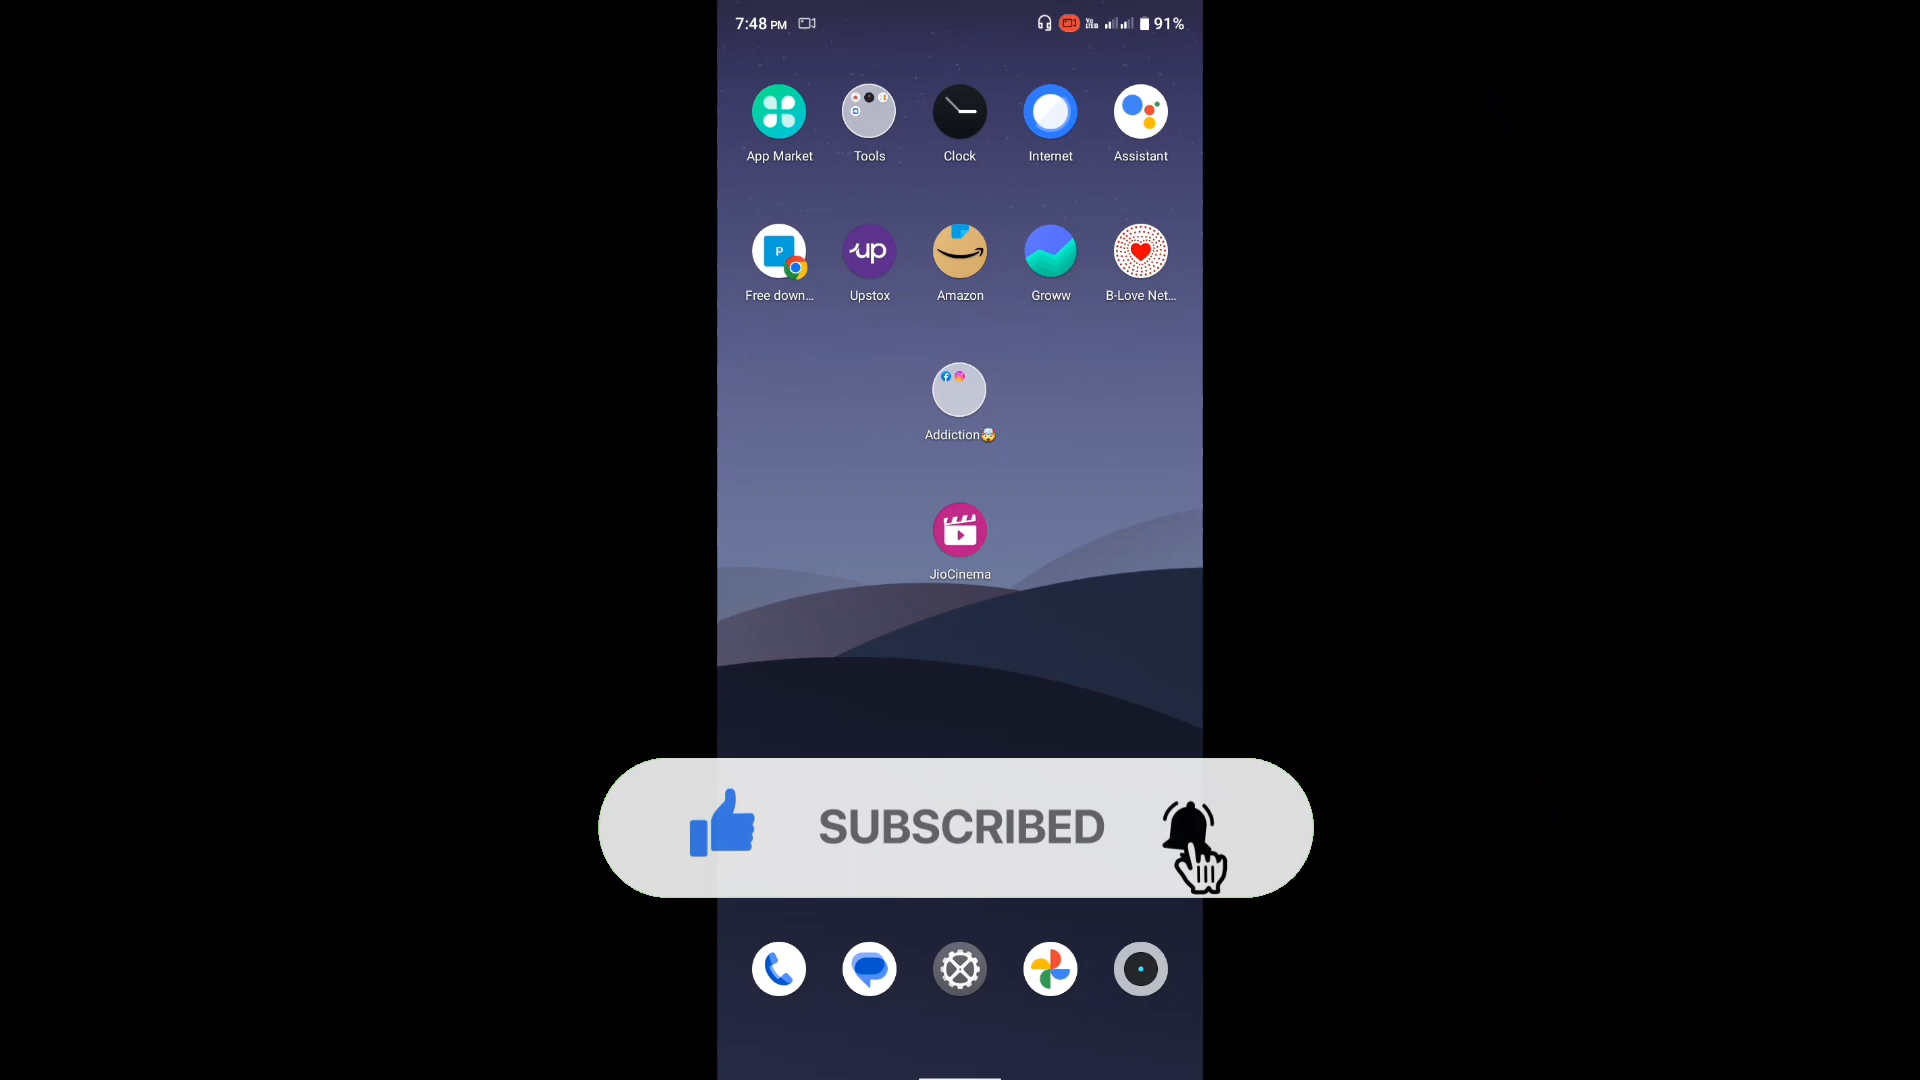 7:48 PM
91%
App Market
Tools
Clock
Internet
Assistant
P
up
Free down...
Upstox
Amazon
Groww
B-Love Net...
Addiction🤯
JioCinema
SUBSCRIBED